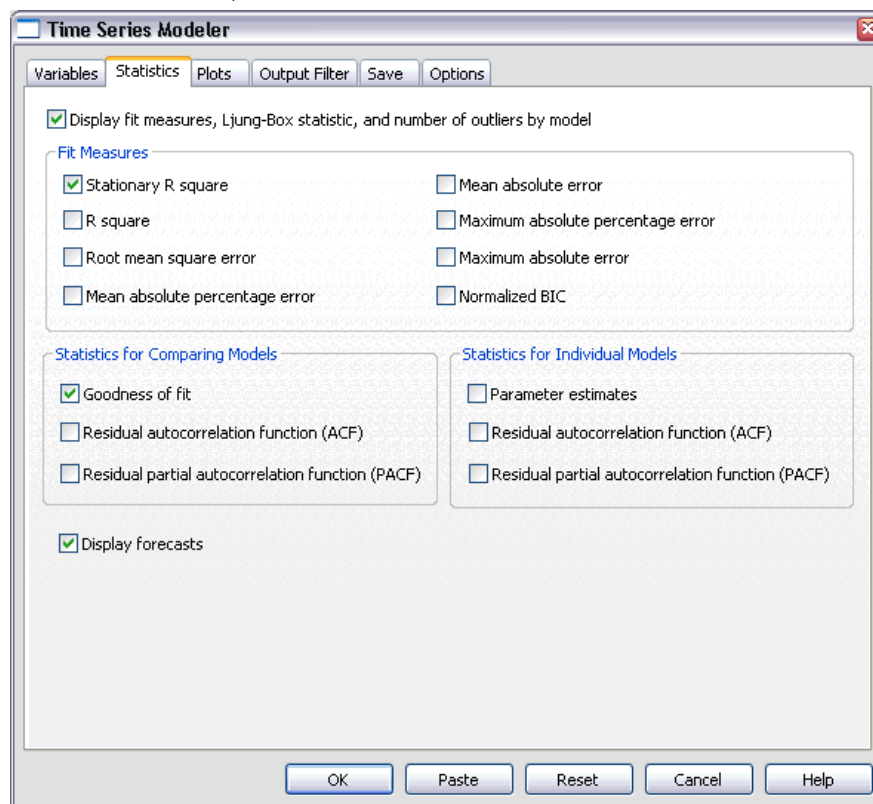 Time Series Modeler
Variables Statistics Plots Output Filter Save Options
Display fit measures, Ljung-Box statistic, and number of outliers by model
Fit Measures
Stationary R square
Mean absolute error
R square
Maximum absolute percentage error
Root mean square error
Maximum absolute error
Mean absolute percentage error
Normalized BIC
Statistics for Comparing Models
Goodness of fit
Residual autocorrelation function (ACF)
Residual partial autocorrelation function (PACF)
Statistics for Individual Models
Parameter estimates
Residual autocorrelation function (ACF)
Residual partial autocorrelation function (PACF)
Display forecasts
OK Paste Reset Cancel Help